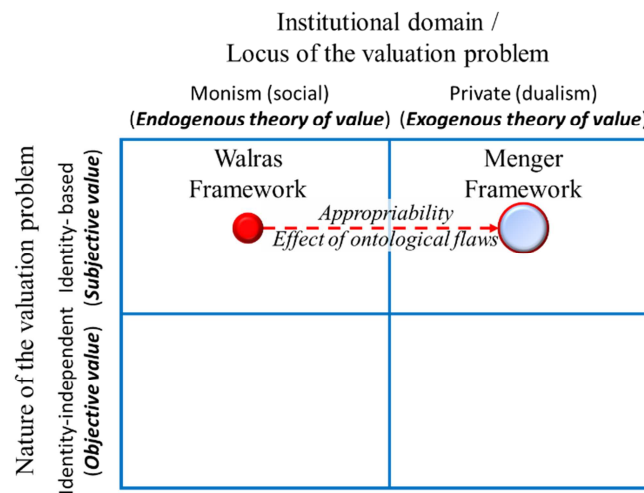 Institutional domain /
Locus of the valuation problem
Monism (social)
(Endogenous theory of value)
Private (dualism)
(Exogenous theory of value)
Nature of the valuation problem
Identity-based
(Subjective value)
Walras
Framework
Menger
Framework
Appropriability
Effect of ontological flaws
Identity-independent
(Objective value)